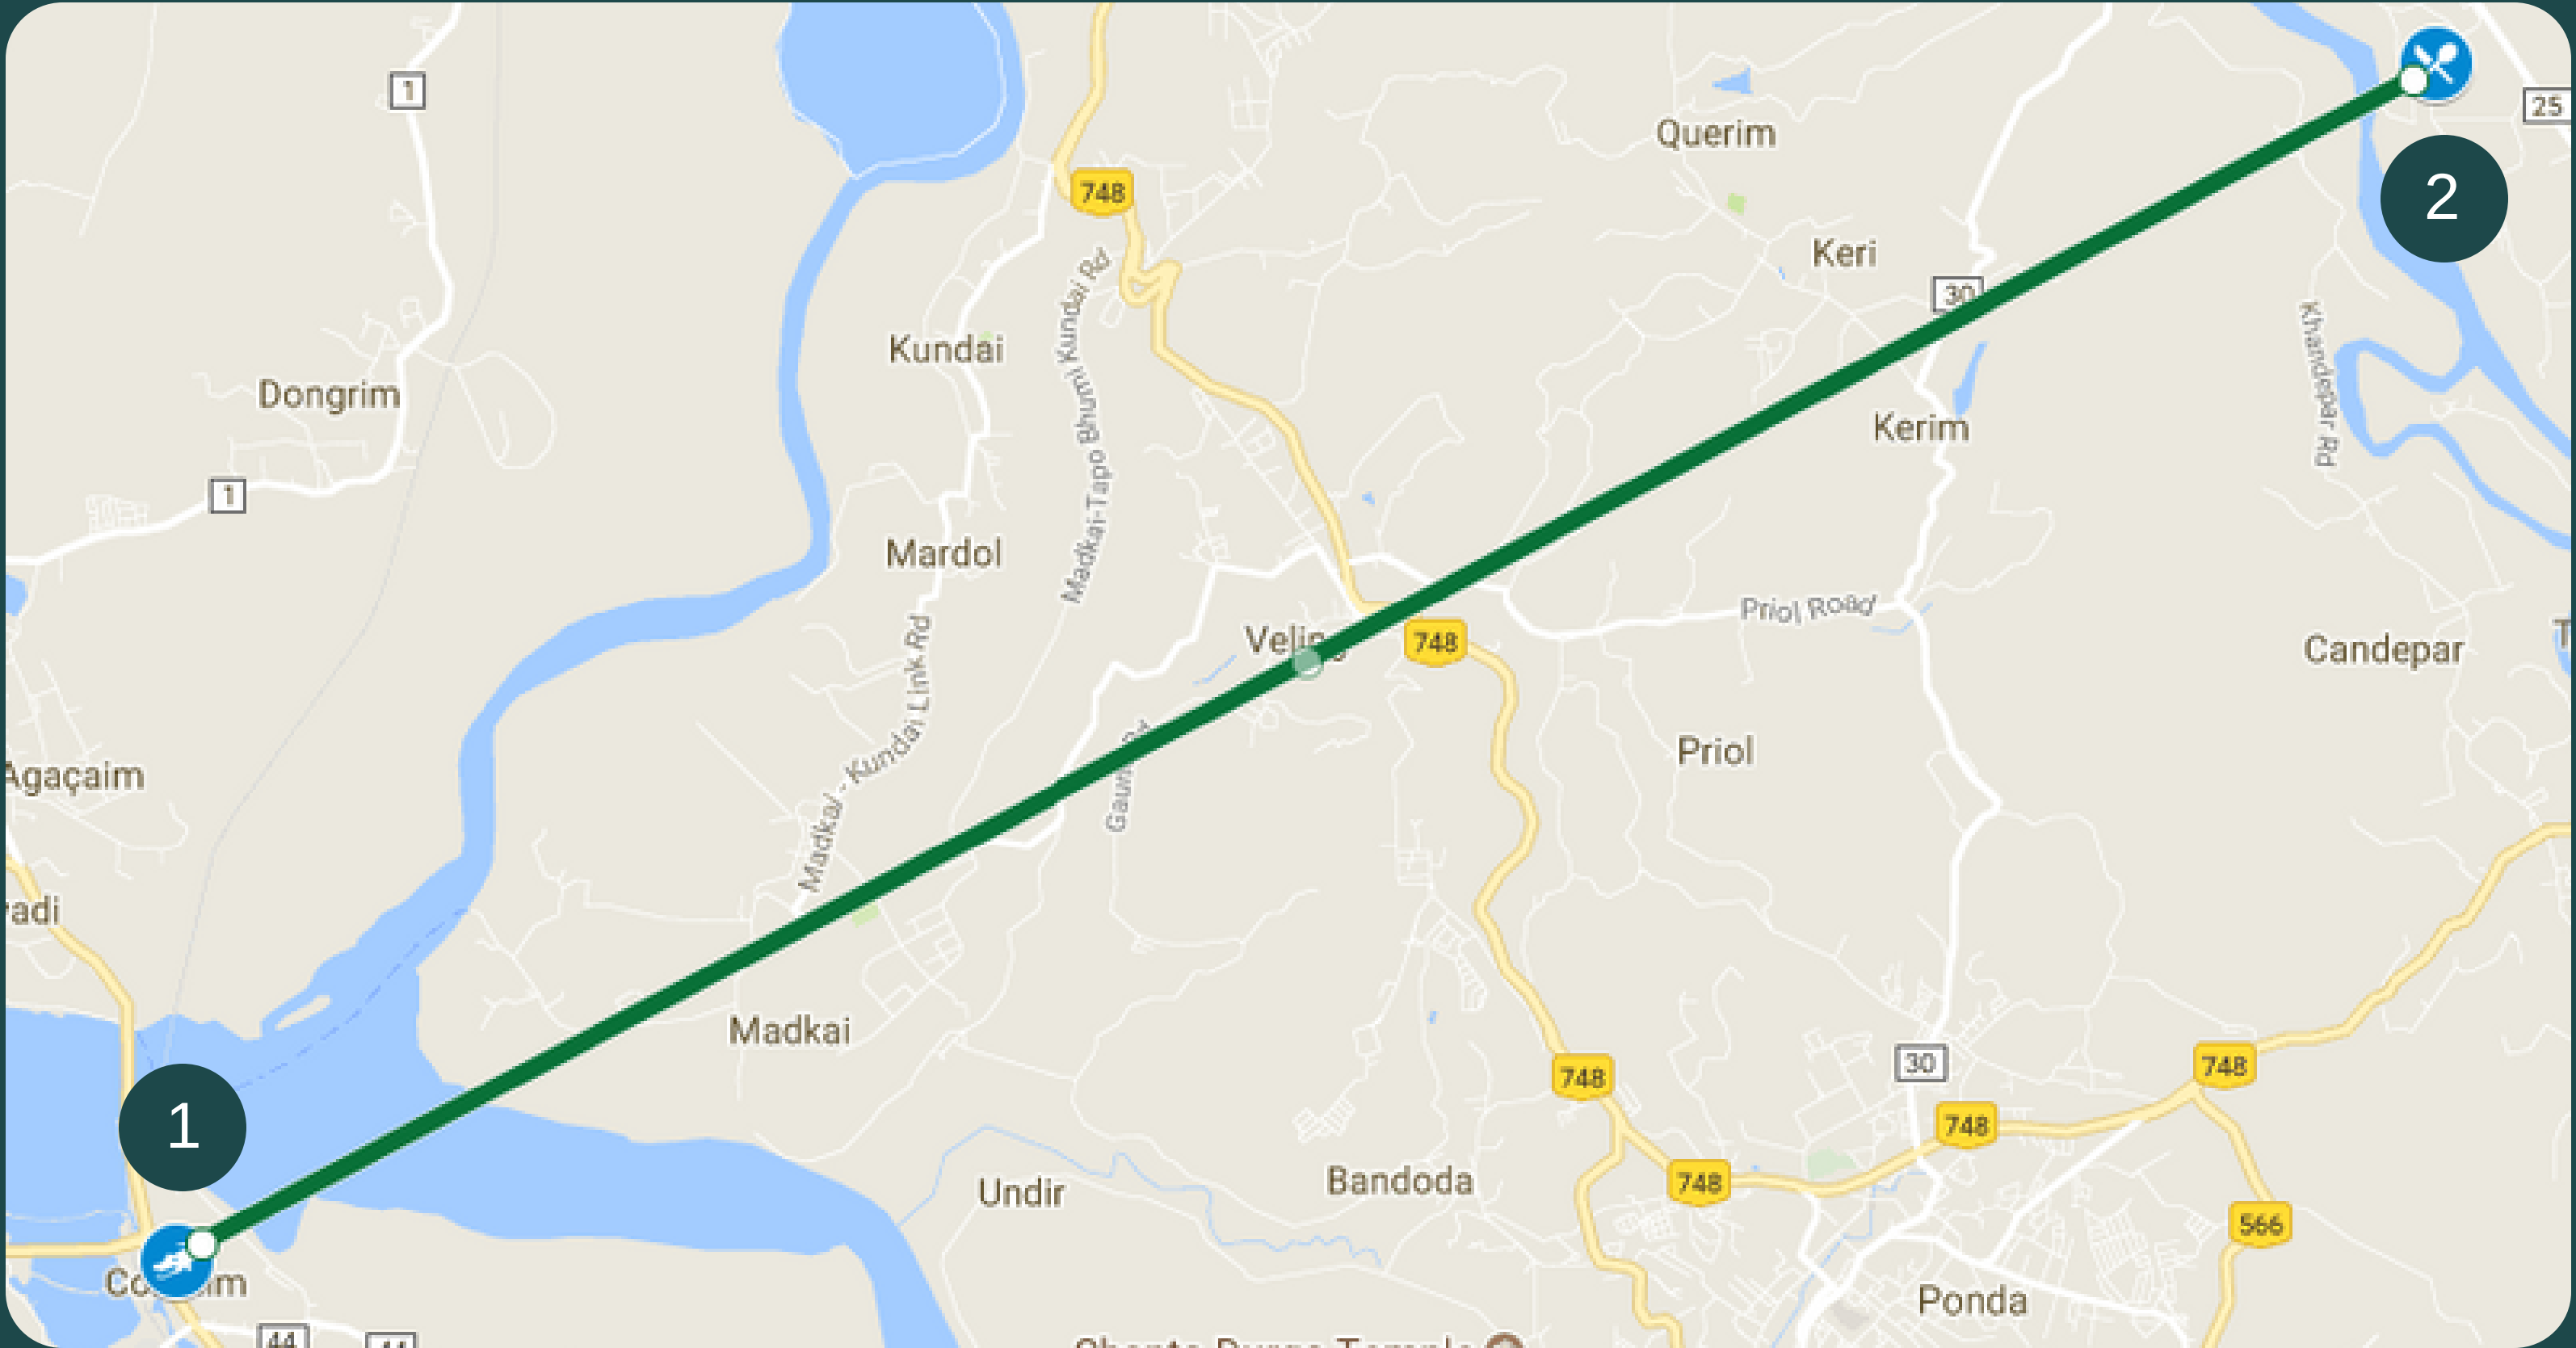 1
25
Querim
748
Keri
30
Kundai
Madkai-Tapo Bhumi Kundai Rd
Khandepar Rd
Dongrim
Kerim
1
Mardol
Priol Road
748
Candepar
Madkai - Kundai Link Rd
Priol
Agaçaim
Madkai
30
748
748
748
748
1
2
Undir
Bandoda
566
Ponda
44